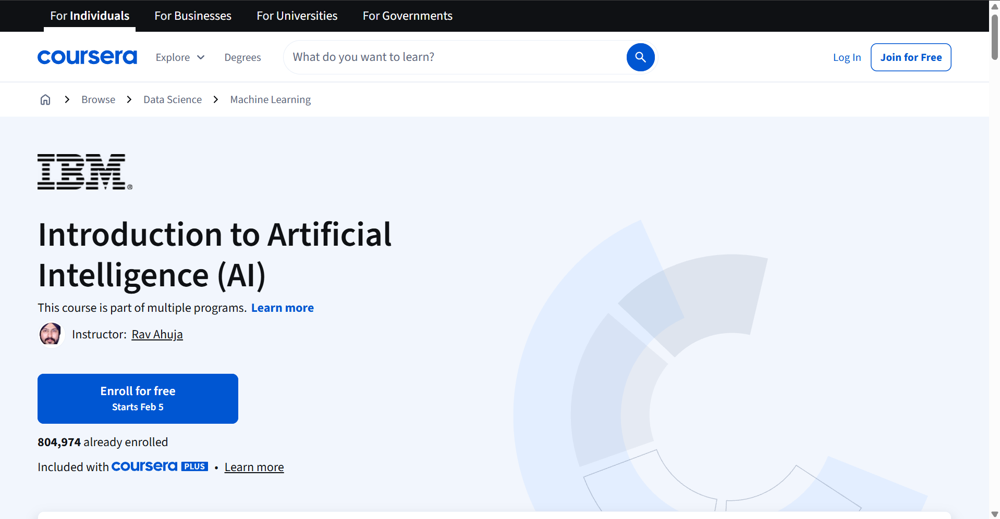 For Individuals For Businesses For Universities For Governments
coursera Explore Degrees What do you want to learn? Log In Join for Free
Browse Data Science Machine Learning
IBM®
Introduction to Artificial
Intelligence (AI)
This course is part of multiple programs. Learn more
Instructor: Rav Ahuja
Enroll for free
Starts Feb 5
804,974 already enrolled
Included with coursera PLUS • Learn more